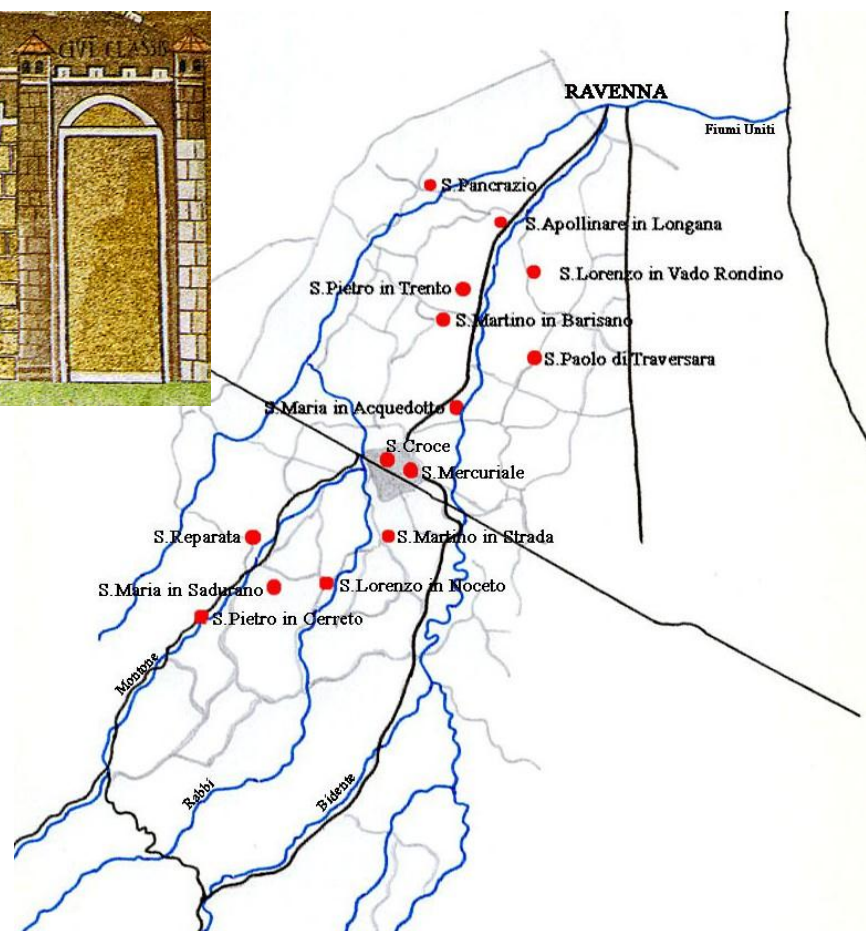 CIVI CLASSIS
RAVENNA
Fiumi Uniti
S.Pancrazio
S.Apollinare in Longana
S.Lorenzo in Vado Rondino
S.Pietro in Trento
S.Martino in Barisano
S.Paolo di Traversara
S.Maria in Acquedotto
S.Croce
S.Mercuriale
S.Reparata
S.Martino in Strada
S.Maria in Sadurano
S.Lorenzo in Noceto
S.Pietro in Cerreto
Montone
Rabbi
Bidente